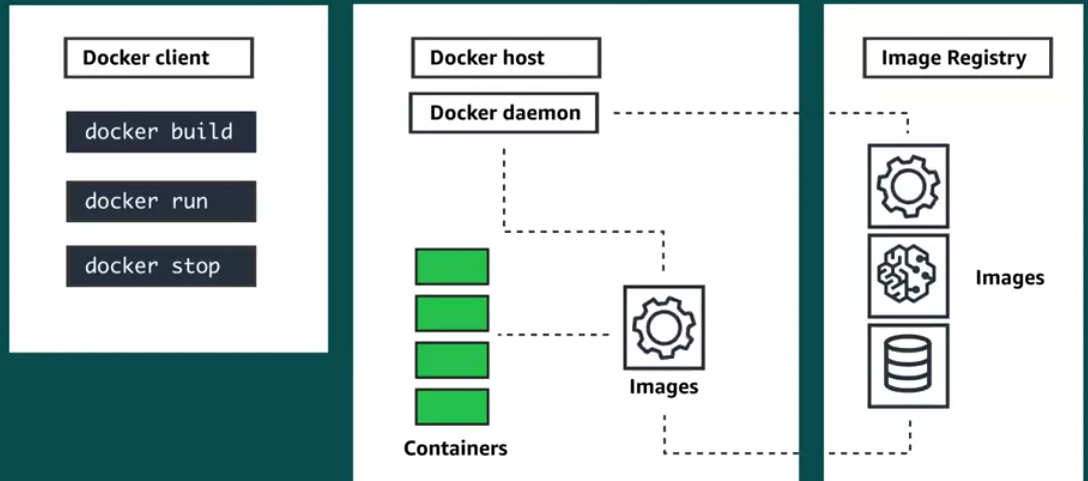 Docker client
docker build
docker run
docker stop
Docker host
Docker daemon
Images
Containers
Image Registry
Images